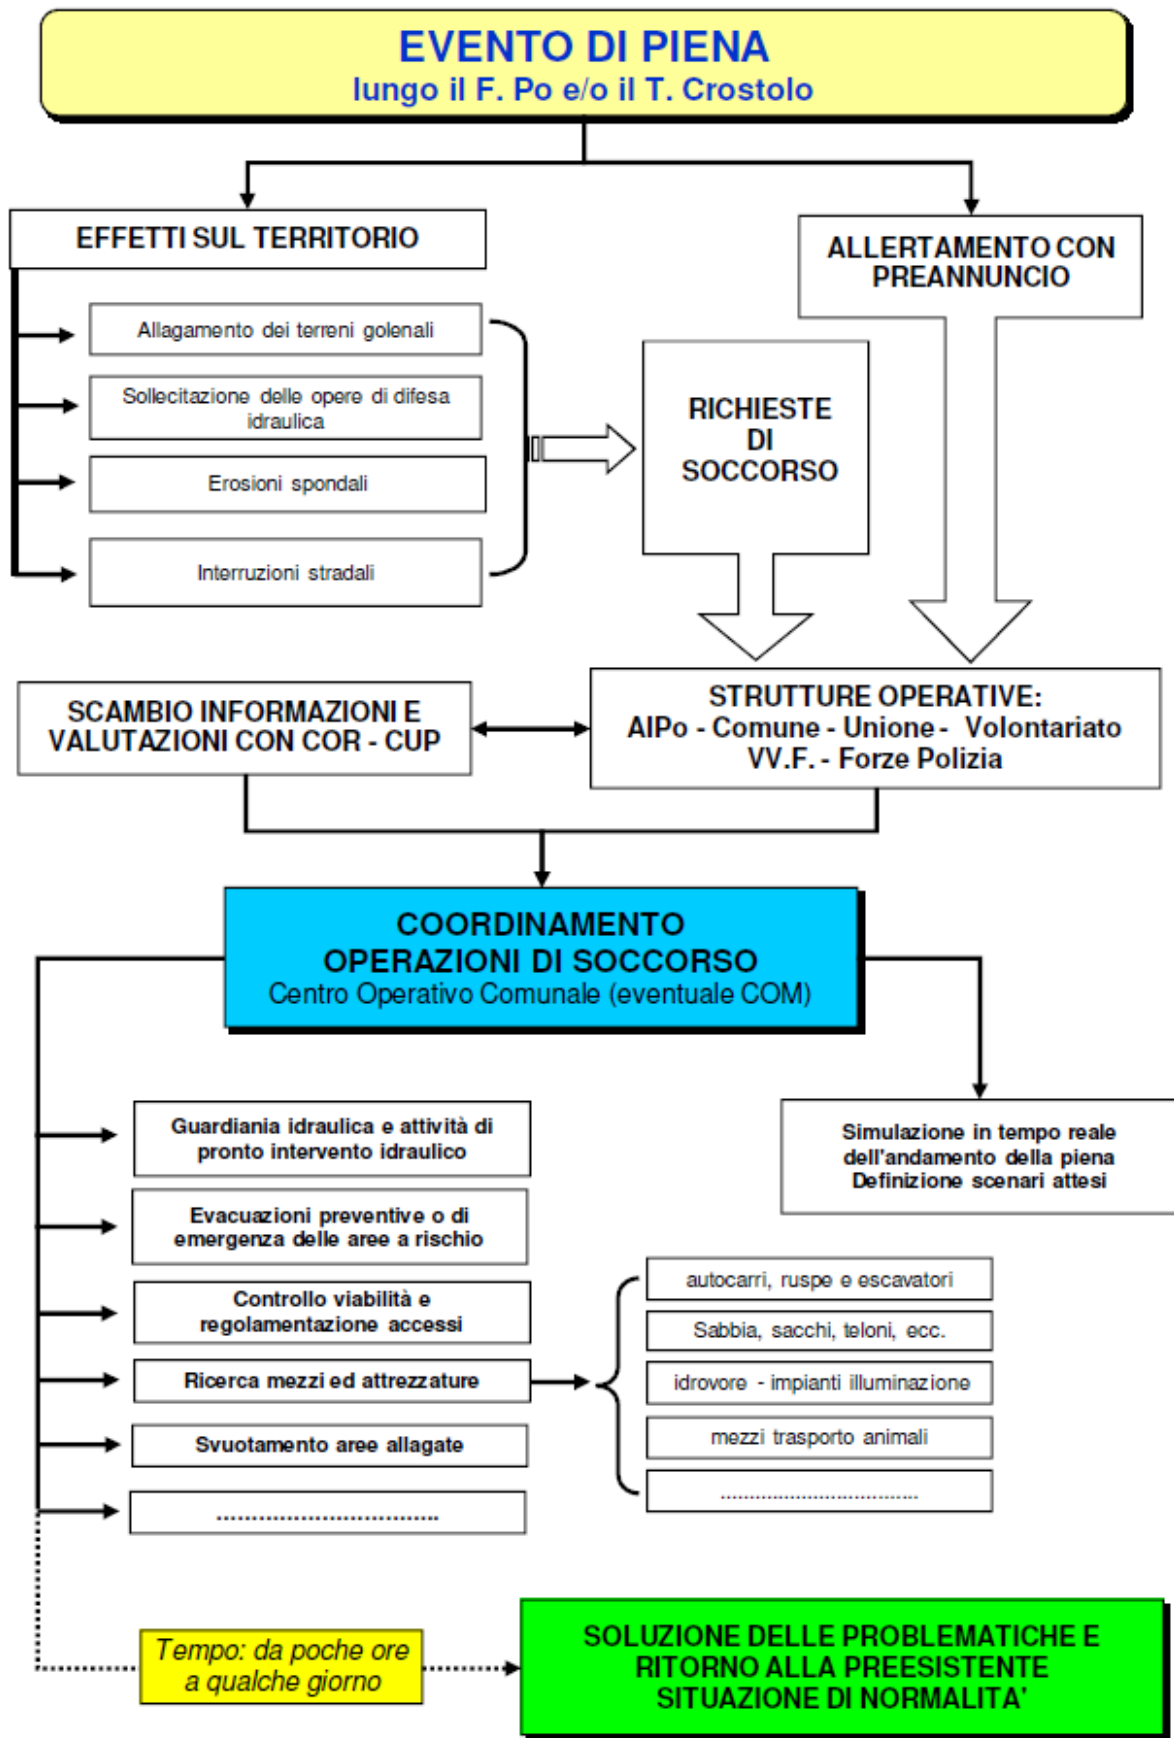 EVENTO DI PIENA
lungo il F. Po e/o il T. Crostolo
EFFETTI SUL TERRITORIO
ALLERTAMENTO CON
PREANNUNCIO
Allagamento dei terreni golenali
Sollecitazione delle opere di difesa
idraulica
Erosioni spondali
Interruzioni stradali
RICHIESTE
DI
SOCCORSO
SCAMBIO INFORMAZIONI E
VALUTAZIONI CON COR - CUP
STRUTTURE OPERATIVE:
AIPo - Comune - Unione - Volontariato
VV.F. - Forze Polizia
COORDINAMENTO
OPERAZIONI DI SOCCORSO
Centro Operativo Comunale (eventuale COM)
Guardiania idraulica e attività di
pronto intervento idraulico
Evacuazioni preventive o di
emergenza delle aree a rischio
Controllo viabilità e
regolamentazione accessi
Ricerca mezzi ed attrezzature
Svuotamento aree allagate
................................
Simulazione in tempo reale
dell'andamento della piena
Definizione scenari attesi
autocarri, ruspe e escavatori
Sabbia, sacchi, teloni, ecc.
idrovore - impianti illuminazione
mezzi trasporto animali
..................................
Tempo: da poche ore
a qualche giorno
SOLUZIONE DELLE PROBLEMATICHE E
RITORNO ALLA PREESISTENTE
SITUAZIONE DI NORMALITA'